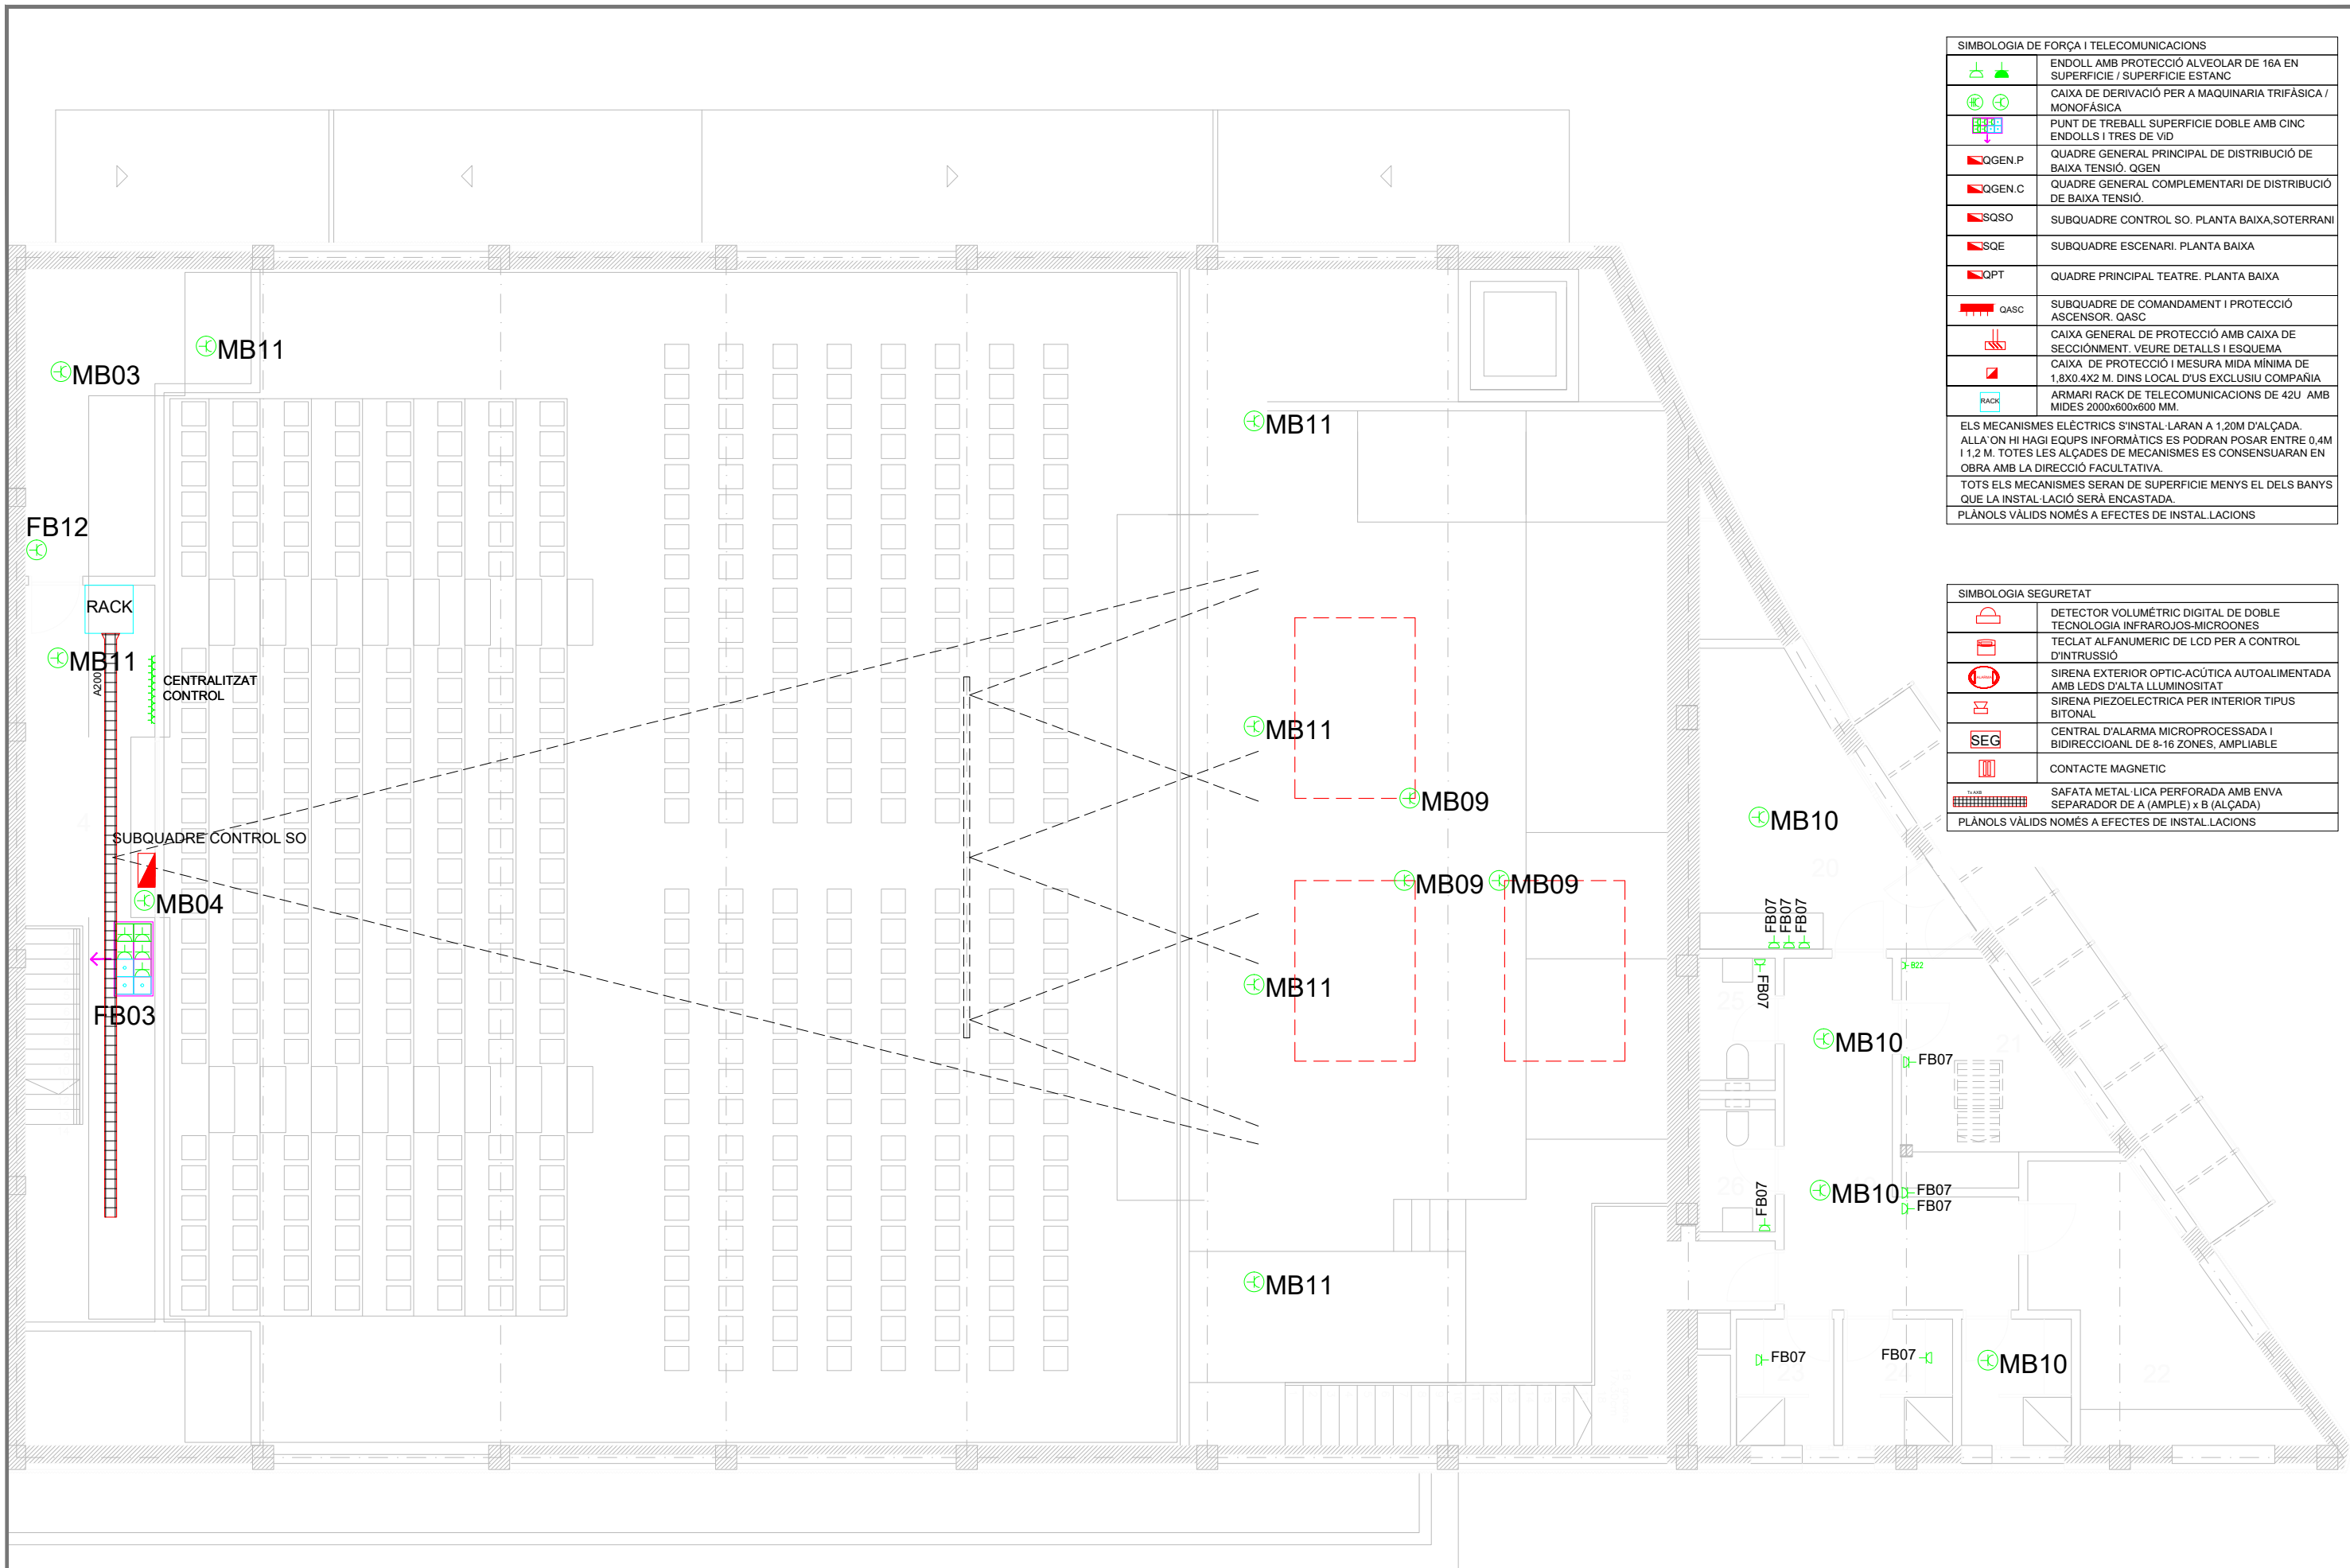 SIMBOLOGIA DE FORÇA I TELECOMUNICACIONS
ENDOLL AMB PROTECCIÓ ALVEOLAR DE 16A EN
SUPERFICIE / SUPERFICIE ESTANC
CAIXA DE DERIVACIÓ PER A MAQUINARIA TRIFÀSICA /
MONOFÁSICA
PUNT DE TREBALL SUPERFICIE DOBLE AMB CINC
ENDOLLS I TRES DE ViD
QGEN.P
QUADRE GENERAL PRINCIPAL DE DISTRIBUCIÓ DE
BAIXA TENSIÓ. QGEN
QGEN.C
QUADRE GENERAL COMPLEMENTARI DE DISTRIBUCIÓ
DE BAIXA TENSIÓ.
SQSO
SUBQUADRE CONTROL SO. PLANTA BAIXA,SOTERRANI
SQE
SUBQUADRE ESCENARI. PLANTA BAIXA
QPT
QUADRE PRINCIPAL TEATRE. PLANTA BAIXA
QASC
SUBQUADRE DE COMANDAMENT I PROTECCIÓ
ASCENSOR. QASC
CAIXA GENERAL DE PROTECCIÓ AMB CAIXA DE
SECCIÓNMENT. VEURE DETALLS I ESQUEMA
CAIXA DE PROTECCIÓ I MESURA MIDA MÍNIMA DE
1,8X0.4X2 M. DINS LOCAL D'US EXCLUSIU COMPAÑIA
RACK
ARMARI RACK DE TELECOMUNICACIONS DE 42U AMB
MIDES 2000x600x600 MM.
ELS MECANISMES ELÈCTRICS S'INSTAL·LARAN A 1,20M D'ALÇADA.
ALLA`ON HI HAGI EQUPS INFORMÀTICS ES PODRAN POSAR ENTRE 0,4M
I 1,2 M. TOTES LES ALÇADES DE MECANISMES ES CONSENSUARAN EN
OBRA AMB LA DIRECCIÓ FACULTATIVA.
TOTS ELS MECANISMES SERAN DE SUPERFICIE MENYS EL DELS BANYS
QUE LA INSTAL·LACIÓ SERÀ ENCASTADA.
PLÀNOLS VÀLIDS NOMÉS A EFECTES DE INSTAL.LACIONS
SIMBOLOGIA SEGURETAT
DETECTOR VOLUMÉTRIC DIGITAL DE DOBLE
TECNOLOGIA INFRAROJOS-MICROONES
TECLAT ALFANUMERIC DE LCD PER A CONTROL
D'INTRUSSIÓ
SIRENA EXTERIOR OPTIC-ACÚTICA AUTOALIMENTADA
AMB LEDS D'ALTA LLUMINOSITAT
SIRENA PIEZOELECTRICA PER INTERIOR TIPUS
BITONAL
SEG
CENTRAL D'ALARMA MICROPROCESSADA I
BIDIRECCIOANL DE 8-16 ZONES, AMPLIABLE
CONTACTE MAGNETIC
SAFATA METAL·LICA PERFORADA AMB ENVA
SEPARADOR DE A (AMPLE) x B (ALÇADA)
PLÀNOLS VÀLIDS NOMÉS A EFECTES DE INSTAL.LACIONS
MB11
MB03
MB11
FB12
RACK
MB11
A200
CENTRALITZAT
CONTROL
MB11
MB09
MB10
20
SUBQUADRE CONTROL SO
MB09
MB09
MB04
FB07
FB07
FB07
B22
FB07
25
MB11
FB03
MB10
21
FB07
26
FB07
MB10
FB07
FB07
MB11
FB07
FB07
MB10
22